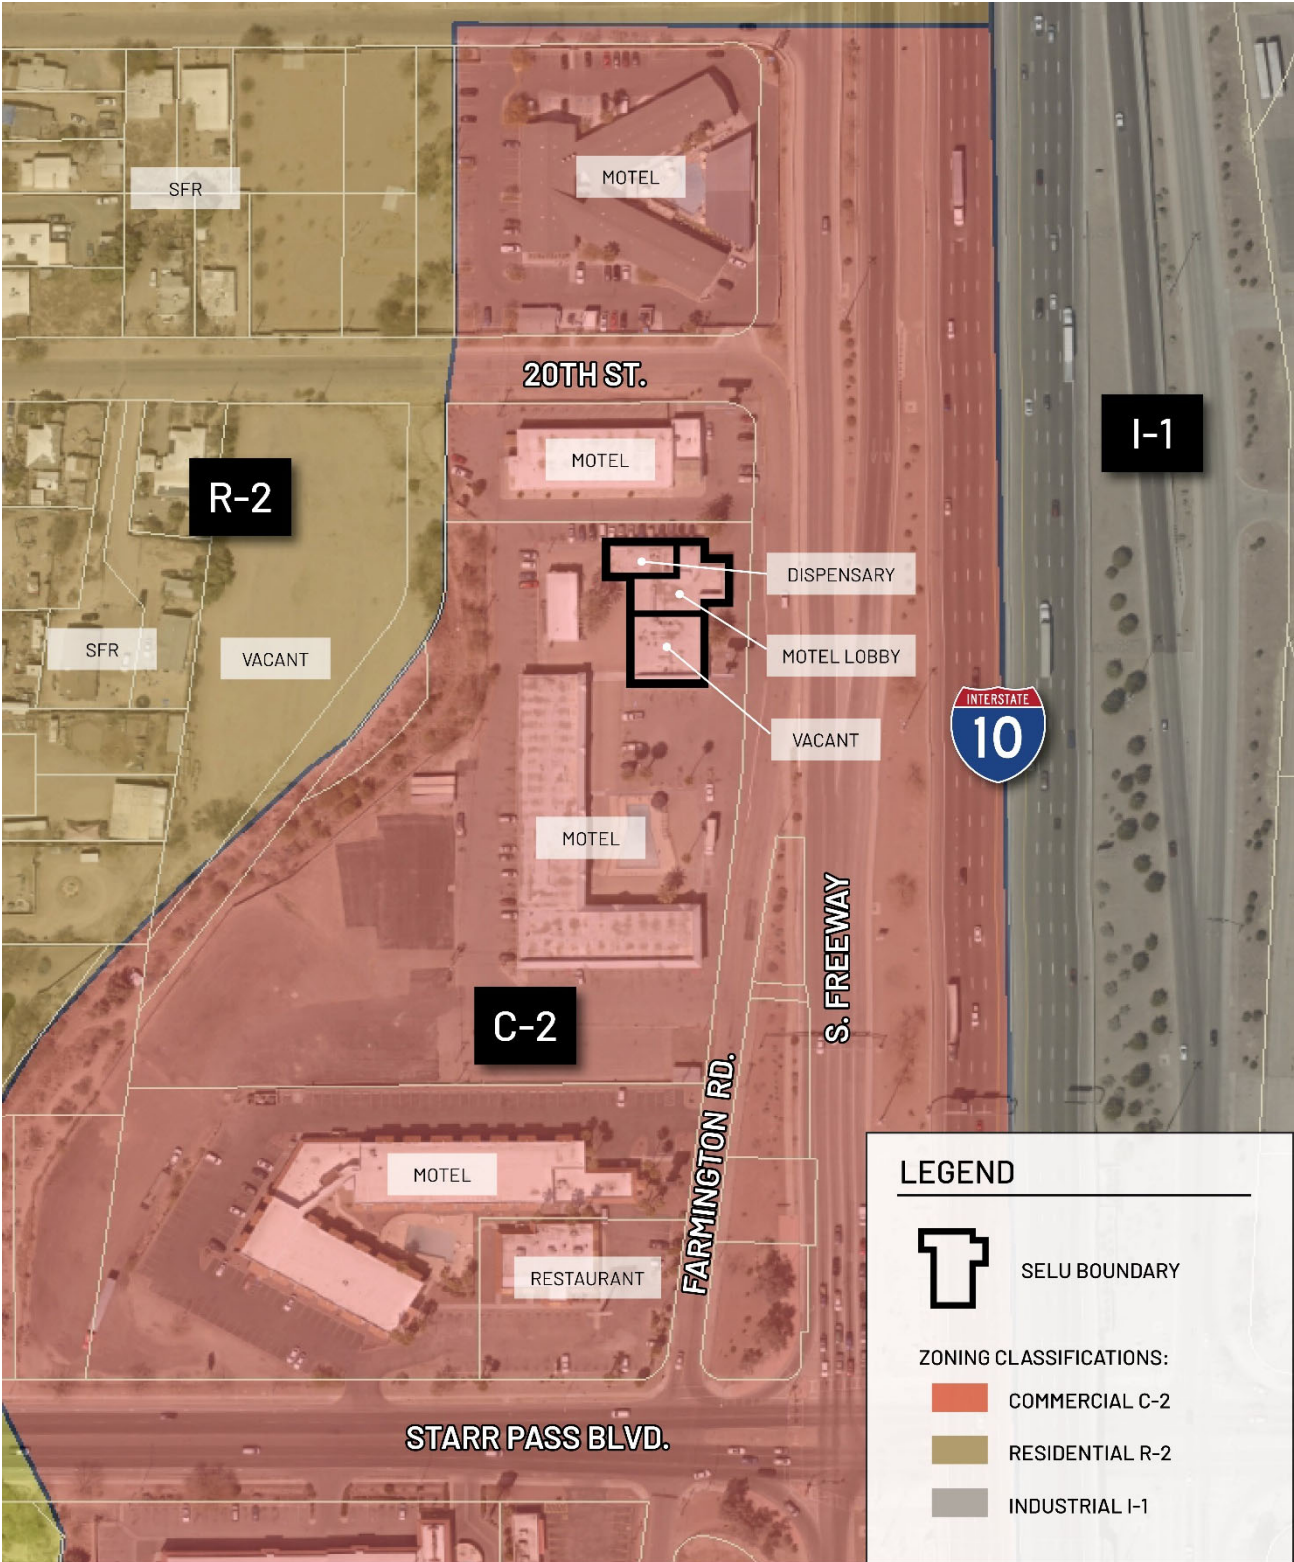 MOTEL
SFR
20TH ST.
I-1
MOTEL
R-2
DISPENSARY
SFR
VACANT
MOTEL LOBBY
INTERSTATE
10
VACANT
MOTEL
S. FREEWAY
C-2
FARMINGTON RD.
MOTEL
RESTAURANT
STARR PASS BLVD.
LEGEND
SELU BOUNDARY
ZONING CLASSIFICATIONS:
COMMERCIAL C-2
RESIDENTIAL R-2
INDUSTRIAL I-1